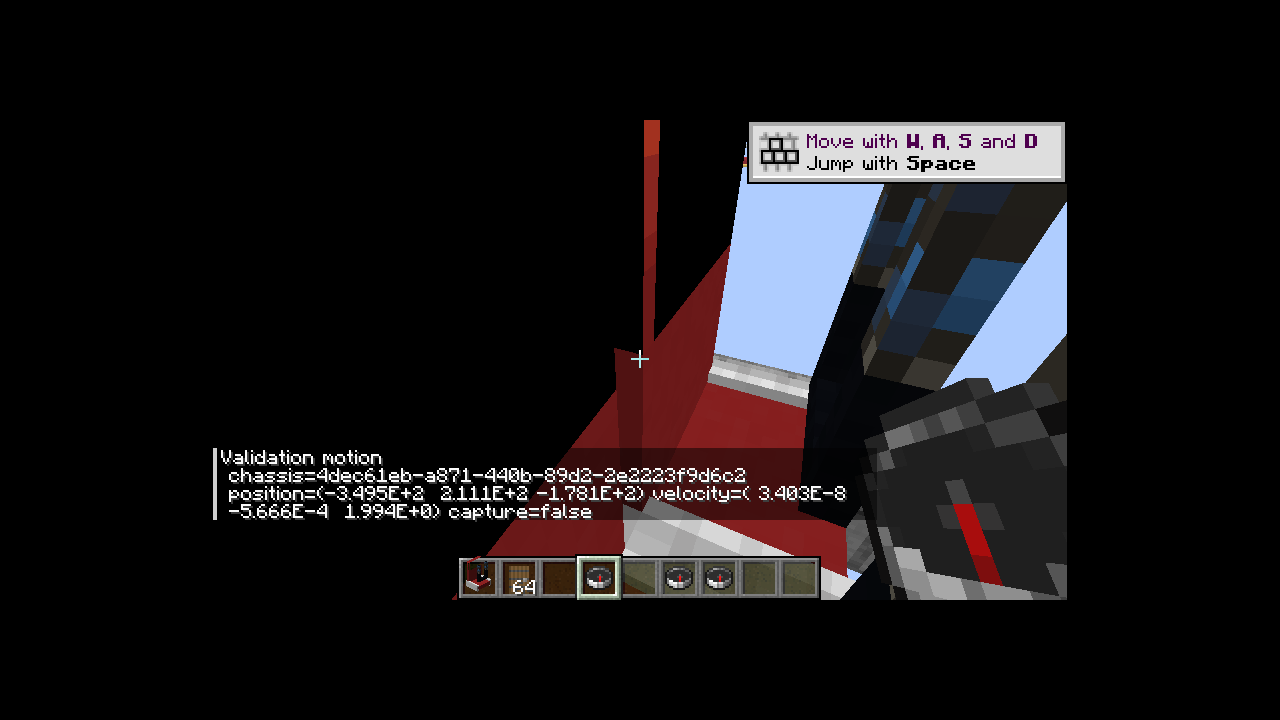 Move with W, A, S and D
Jump with Space
Validation motion
chassis=4dec61eb-a871-440b-89d2-2e2223f9d6c2
position=(-3.495E+2 2.111E+2 -1.781E+2) velocity=( 3.403E-8
-5.666E-4 1.994E+0) capture=false
64